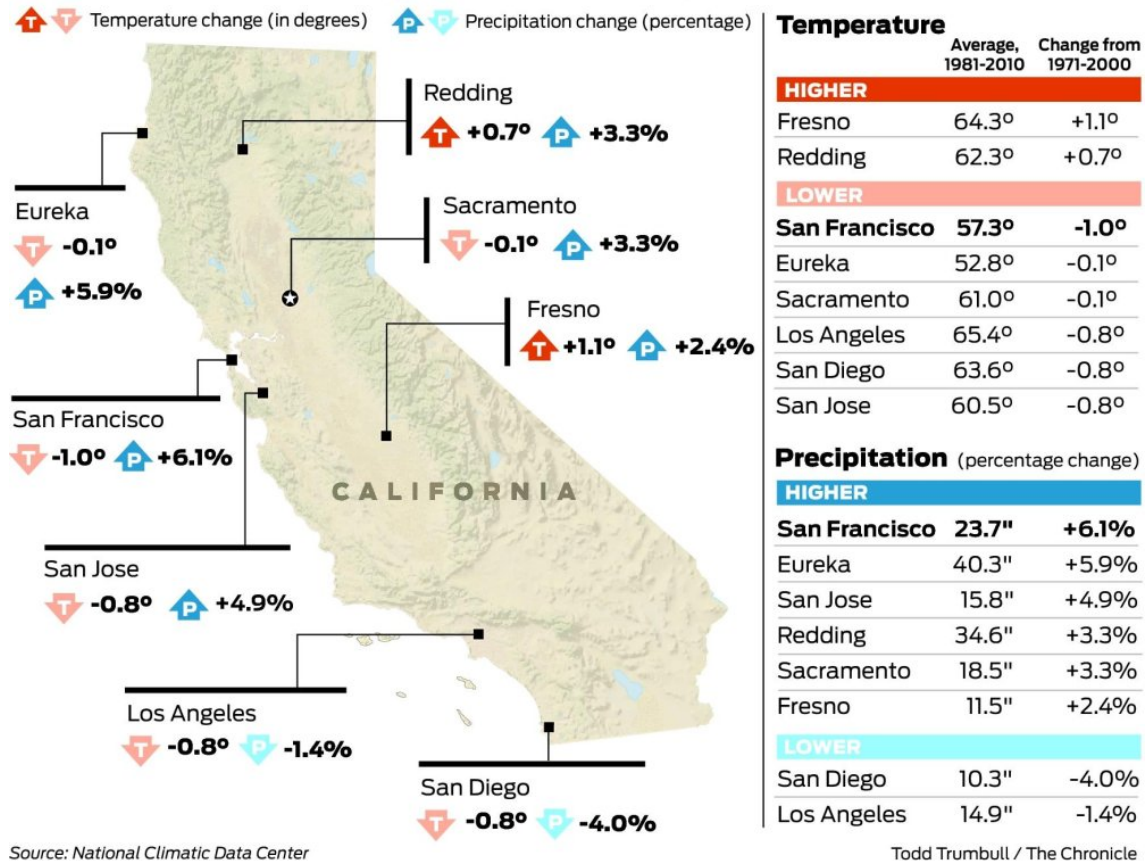 T T Temperature change (in degrees) P P Precipitation change (percentage)
Redding
T +0.7º P +3.3%
Sacramento
T -0.1º P +3.3%
Eureka
T -0.1º
P +5.9%
Fresno
T +1.1º P +2.4%
San Francisco
T -1.0º P +6.1%
CALIFORNIA
San Jose
T -0.8º P +4.9%
Los Angeles
T -0.8º P -1.4%
San Diego
T -0.8º P -4.0%
Source: National Climatic Data Center
Temperature
Average, Change from
1981-2010 1971-2000
HIGHER
Fresno 64.3º +1.1º
Redding 62.3º +0.7º
LOWER
San Francisco 57.3º -1.0º
Eureka 52.8º -0.1º
Sacramento 61.0º -0.1º
Los Angeles 65.4º -0.8º
San Diego 63.6º -0.8º
San Jose 60.5º -0.8º
Precipitation (percentage change)
HIGHER
San Francisco 23.7" +6.1%
Eureka 40.3" +5.9%
San Jose 15.8" +4.9%
Redding 34.6" +3.3%
Sacramento 18.5" +3.3%
Fresno 11.5" +2.4%
LOWER
San Diego 10.3" -4.0%
Los Angeles 14.9" -1.4%
Todd Trumbull / The Chronicle